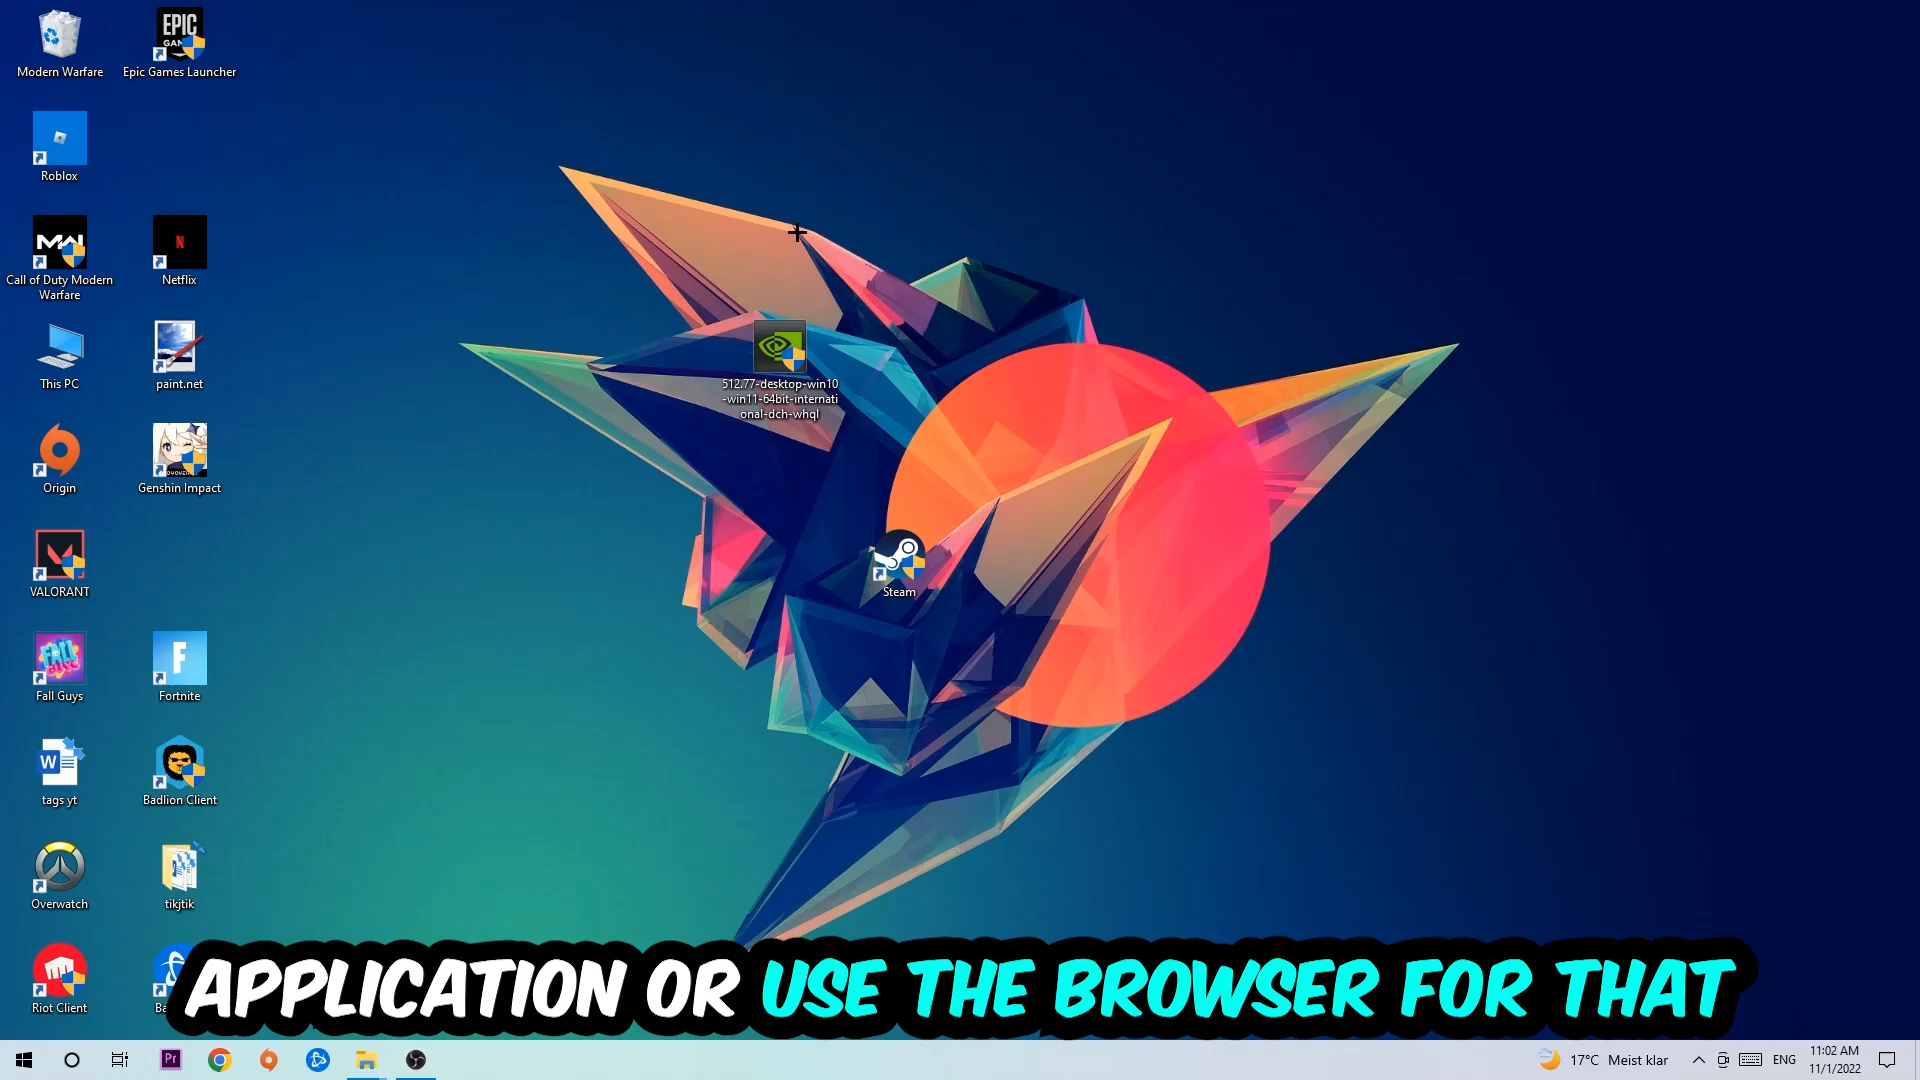 EPIC
Modern Warfare
Epic Games Launcher
Roblox
Call of Duty Modern
Warfare
N
Netflix
This PC
paint.net
512.77-desktop-win10
-win11-64bit-internati
onal-dch-whql
Origin
Genshin Impact
VALORANT
Steam
FALL
GUYS
Fall Guys
F
Fortnite
W
tags yt
Badlion Client
Overwatch
tikjtik
Riot Client
APPLICATION OR USE THE BROWSER FOR THAT
Pr
17°C Meist klar
ENG
11:02 AM
11/1/2022